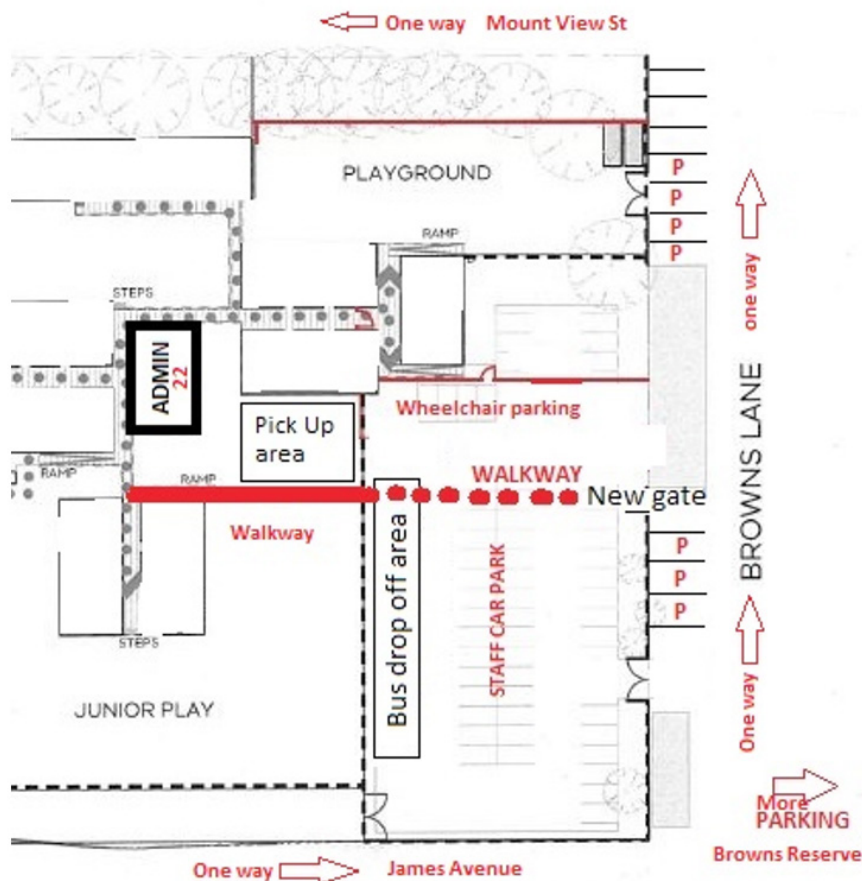 One way Mount View St
PLAYGROUND
P
P
RAMP
P
P
one way
STEPS
ADMIN
22
Wheelchair parking
Pick Up
area
BROWNS LANE
RAMP
RAMP
WALKWAY
New gate
Walkway
P
Bus drop off area
STAFF CAR PARK
P
P
STEPS
JUNIOR PLAY
One way
More
PARKING
Browns Reserve
One way James Avenue